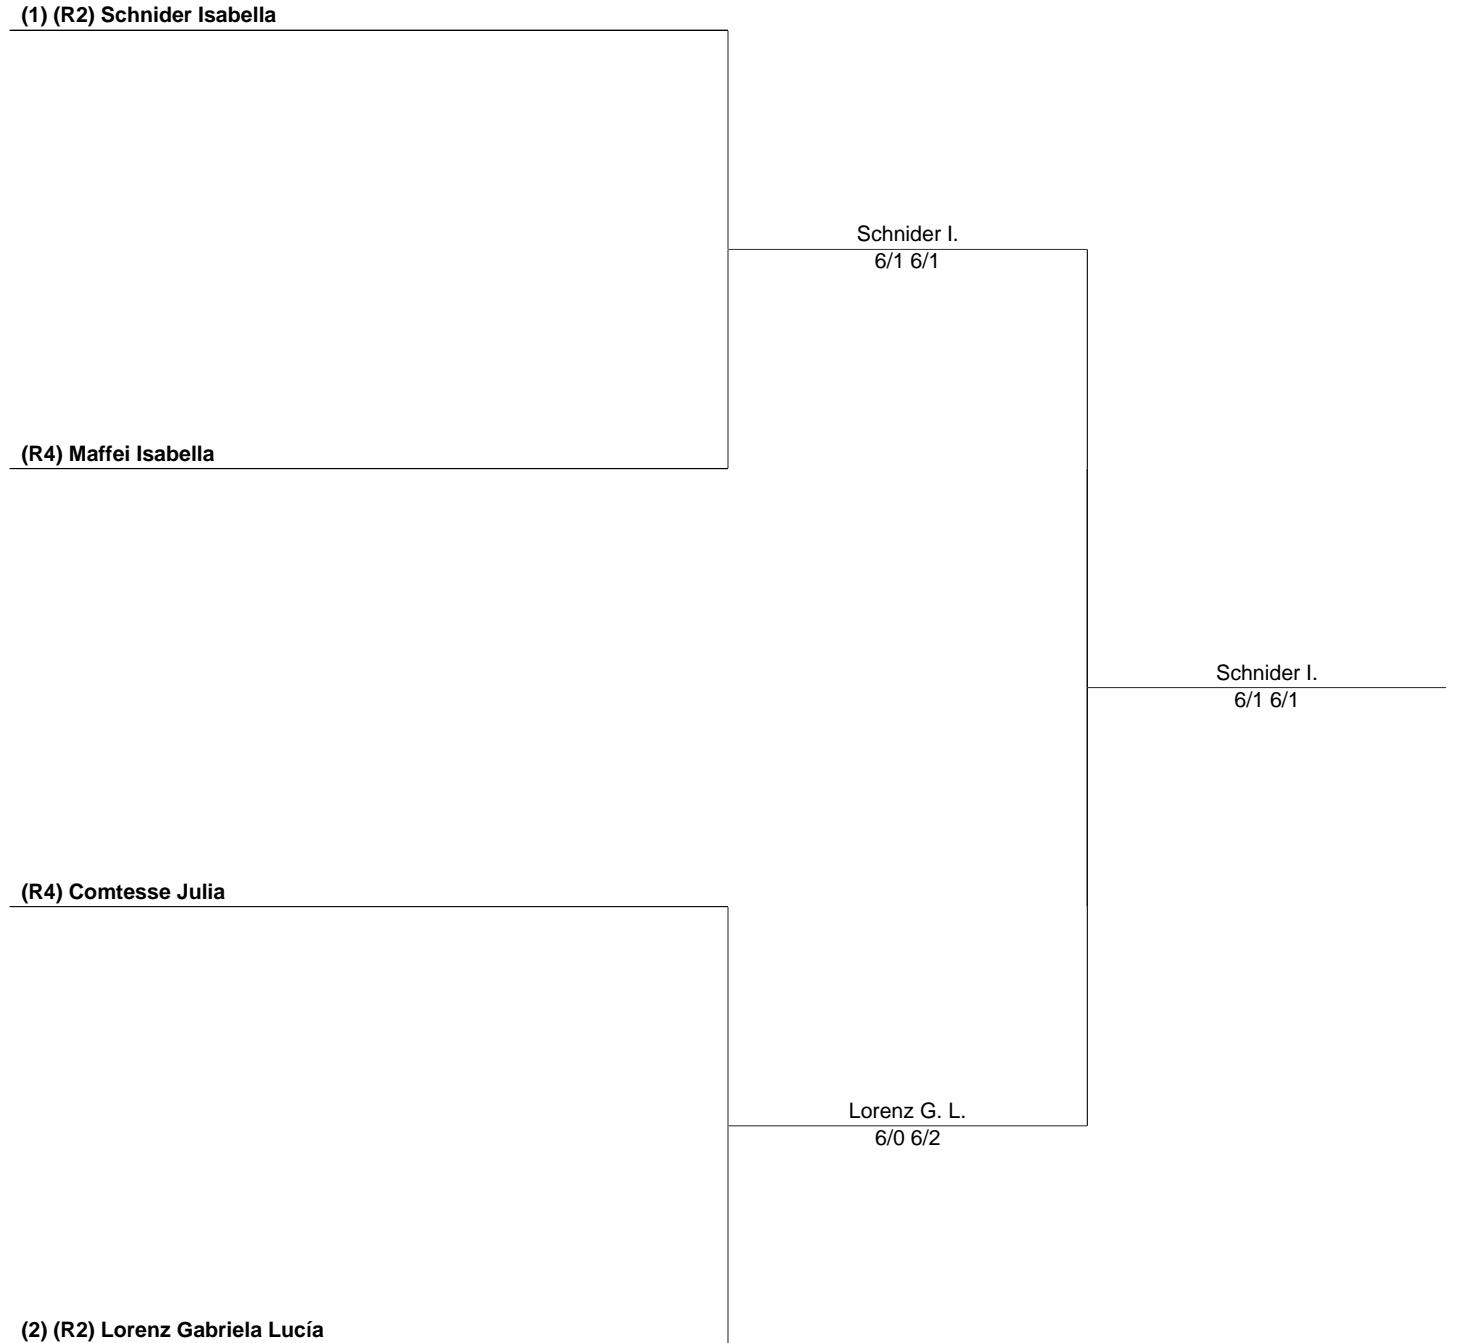 (1) (R2) Schnider Isabella
Schnider I.
6/1 6/1
(R4) Maffei Isabella
Schnider I.
6/1 6/1
(R4) Comtesse Julia
Lorenz G. L.
6/0 6/2
(2) (R2) Lorenz Gabriela Lucía